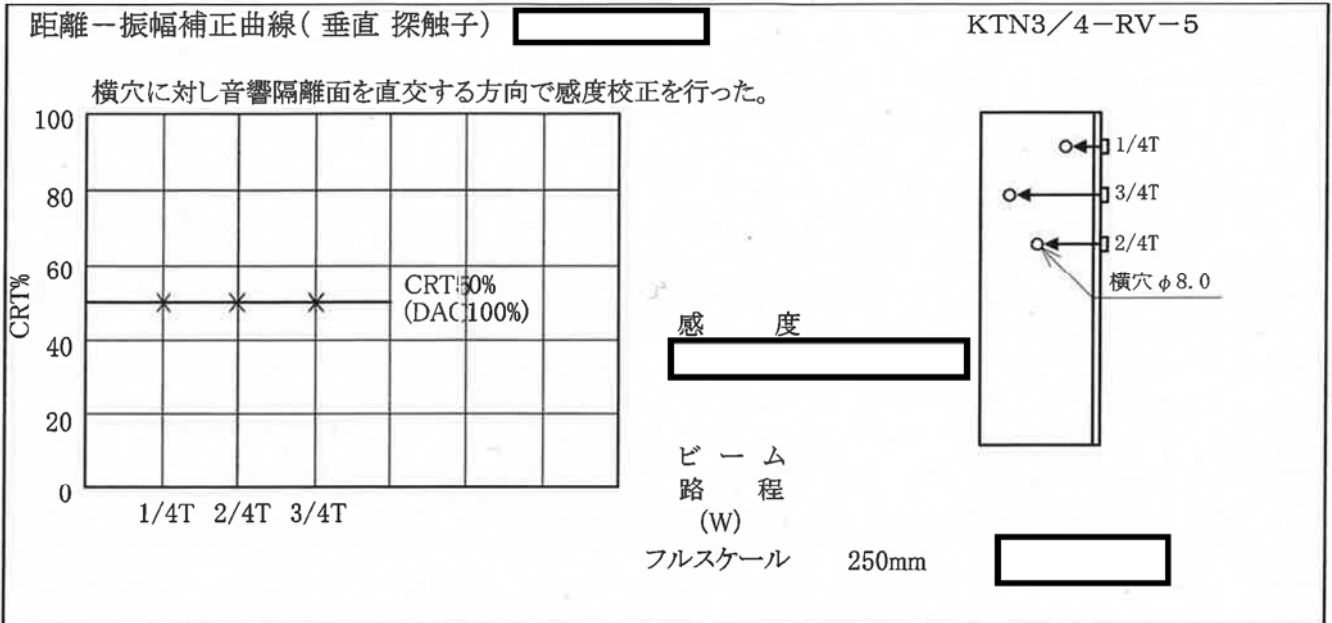 距離－振幅補正曲線( 垂直 探触子)
KTN3／4－RV－5
横穴に対し音響隔離面を直交する方向で感度校正を行った。
100
80
60
40
20
0
CRT%
CRT50%
(DAC100%)
1/4T 2/4T 3/4T
感 度
ビ ー ム
路 程
(W)
フルスケール 250mm
1/4T
3/4T
2/4T
横穴φ8.0